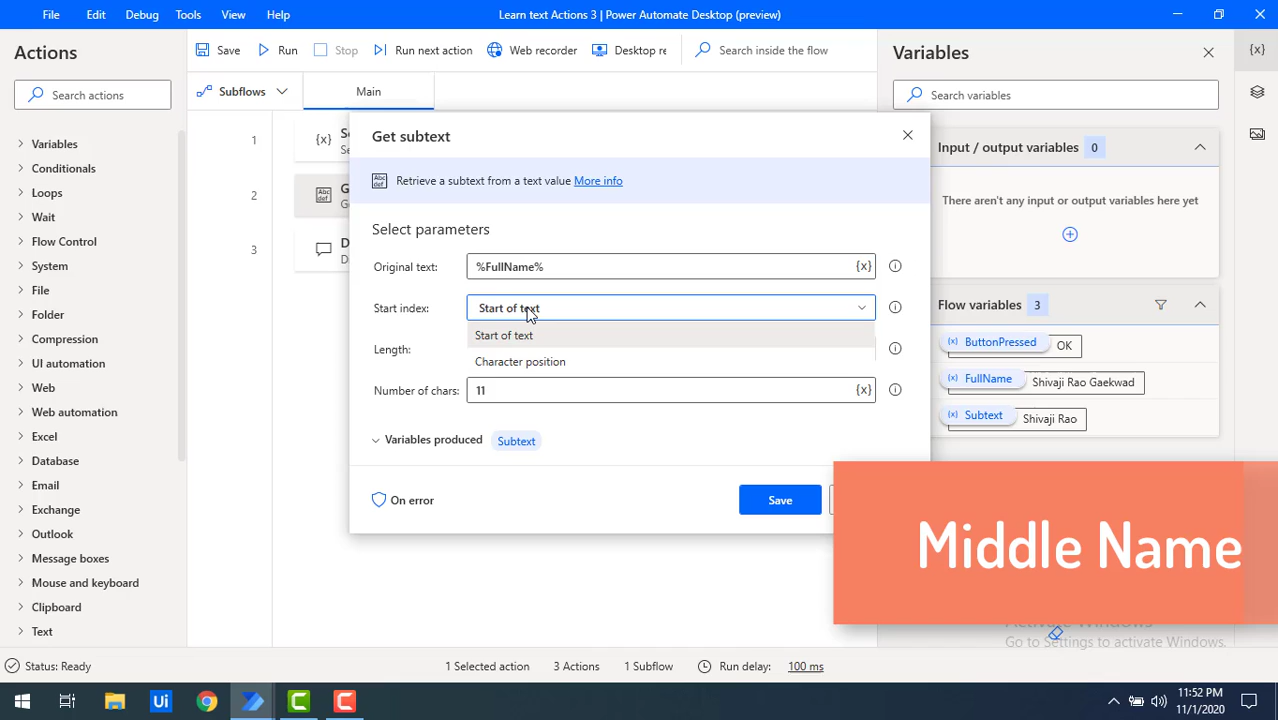 File Edit Debug Tools View Help Learn text Actions 3 | Power Automate Desktop (preview)
Actions
Save Run Stop Run next action Web recorder Desktop re Search inside the flow
Variables
{x}
Search actions
Subflows
Main
Search variables
Variables
Conditionals
Loops
Wait
Flow Control
System
File
Folder
Experimental
UI automation
Web
Web automation
Excel
Database
Email
Exchange
Outlook
Message boxes
Mouse and keyboard
Clipboard
Text
1
{x}
Se
Se
2
Abc
def
G
G
3
D
D
Get subtext
Abc
def
Retrieve a subtext from a text value More info
Select parameters
Original text: %FullName% {x}
Start index: Start of text
Start of text
Length:
Character position
Number of chars: 11 {x}
Variables produced Subtext
On error
Save
Input / output variables 0
There aren't any input or output variables here yet
Flow variables 3
{x} ButtonPressed OK
{x} FullName Shivaji Rao Gaekwad
{x} Subtext Shivaji Rao
Middle Name
Activate Windows
Go to Settings to activate Windows.
Status: Ready 1 Selected action 3 Actions 1 Subflow Run delay: 100 ms
Ui
C
C
11:52 PM
11/1/2020